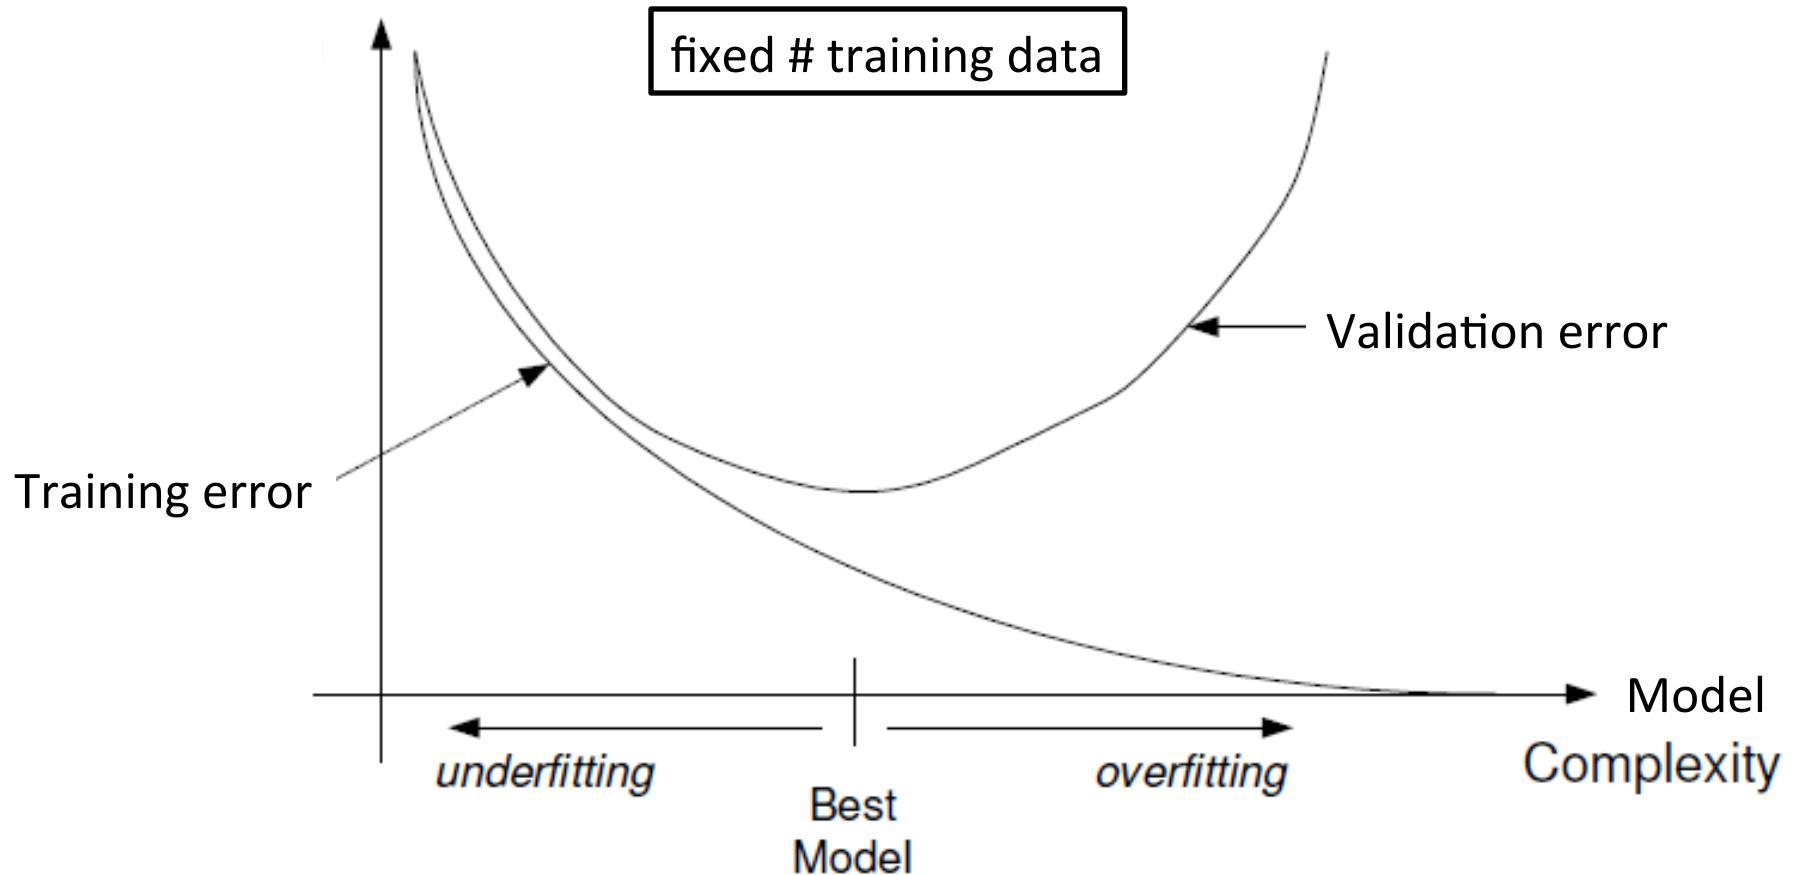 fixed # training data
Validation error
Training error
Model
Complexity
underfitting
overfitting
Best
Model